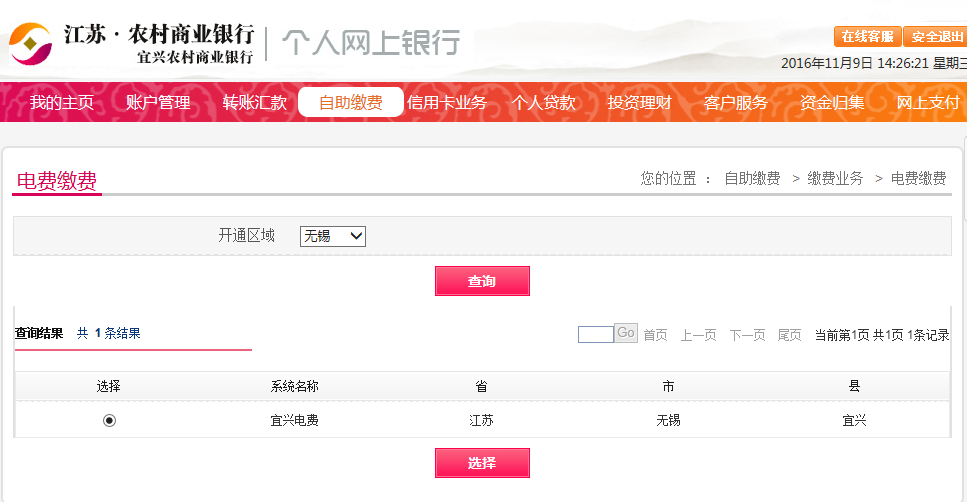 江苏·农村商业银行
宜兴农村商业银行
个人网上银行
在线客服 安全退出
2016年11月9日 14:26:21 星期三
我的主页 账户管理 转账汇款 自助缴费 信用卡业务 个人贷款 投资理财 客户服务 资金归集 网上支付
电费缴费
您的位置 ： 自助缴费 > 缴费业务 > 电费缴费
开通区域 无锡
查询
查询结果 共 1 条结果
Go 首页 上一页 下一页 尾页 当前第1页 共1页 1条记录
选择 系统名称 省 市 县
宜兴电费 江苏 无锡 宜兴
选择